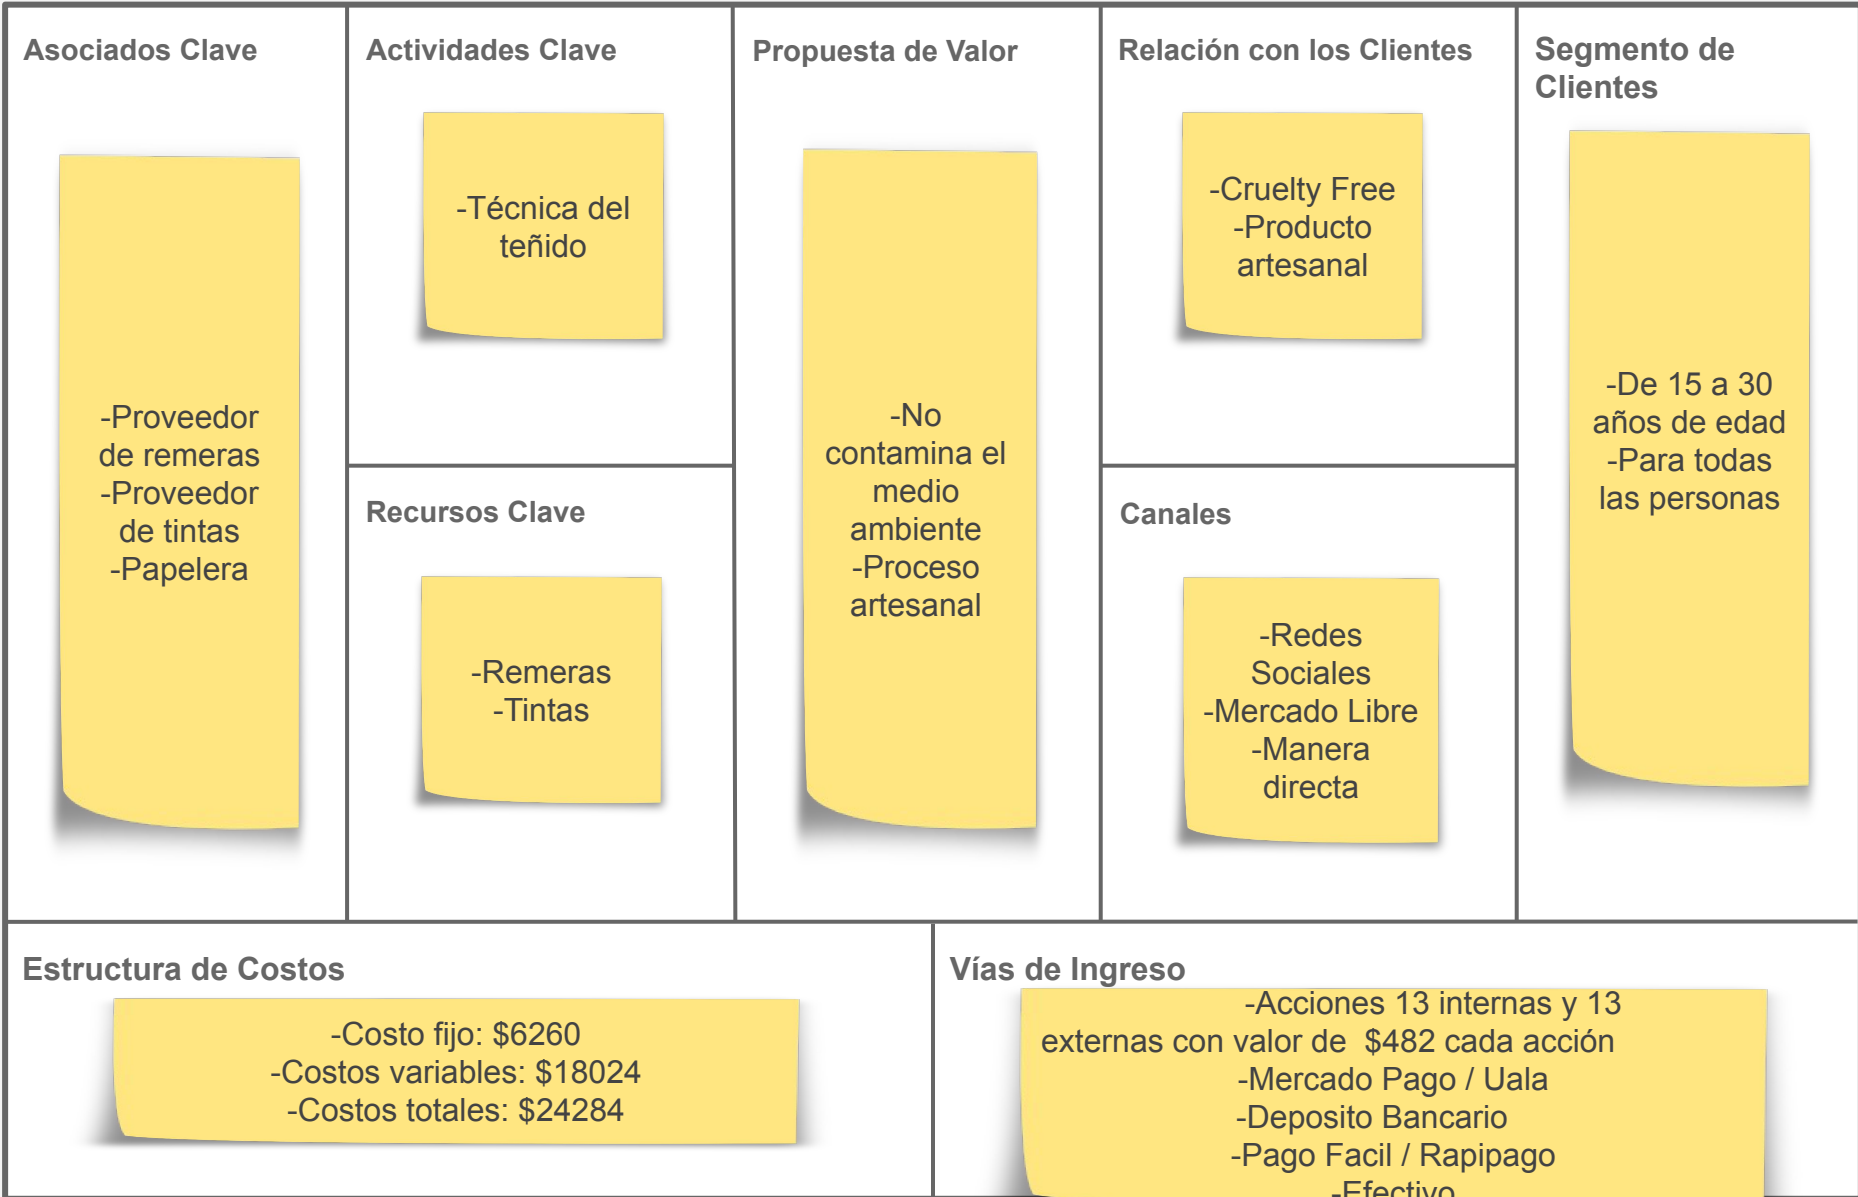 Asociados Clave
-Proveedor
de remeras
-Proveedor
de tintas
-Papelera
Actividades Clave
-Técnica del
teñido
Recursos Clave
-Remeras
-Tintas
Propuesta de Valor
-No
contamina el
medio
ambiente
-Proceso
artesanal
Relación con los Clientes
-Cruelty Free
-Producto
artesanal
Canales
-Redes
Sociales
-Mercado Libre
-Manera
directa
Segmento de
Clientes
-De 15 a 30
años de edad
-Para todas
las personas
Estructura de Costos
-Costo fijo: $6260
-Costos variables: $18024
-Costos totales: $24284
Vías de Ingreso
-Acciones 13 internas y 13
externas con valor de  $482 cada acción
-Mercado Pago / Uala
-Deposito Bancario
-Pago Facil / Rapipago
-Efectivo